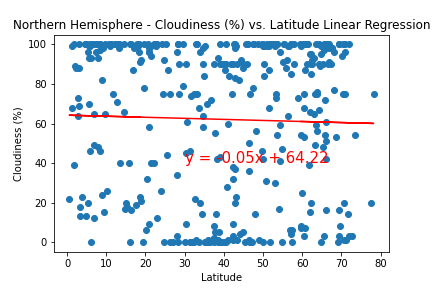 Northern Hemisphere - Cloudiness (%) vs. Latitude Linear Regression
100
80
60
40
20
0
Cloudiness (%)
y = -0.05x + 64.22
0 10 20 30 40 50 60 70 80
Latitude